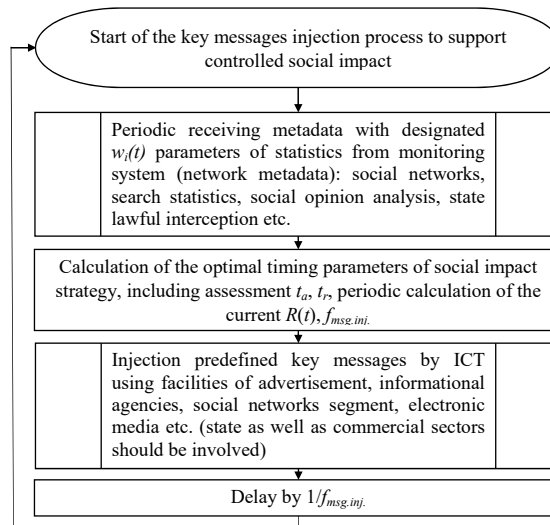 Start of the key messages injection process to support
controlled social impact
Periodic receiving metadata with designated
wi(t) parameters of statistics from monitoring
system (network metadata): social networks,
search statistics, social opinion analysis, state
lawful interception etc.
Calculation of the optimal timing parameters of social impact
strategy, including assessment ta, tr, periodic calculation of the
current R(t), fmsg.inj.
Injection predefined key messages by ICT
using facilities of advertisement, informational
agencies, social networks segment, electronic
media etc. (state as well as commercial sectors
should be involved)
Delay by 1/fmsg.inj.